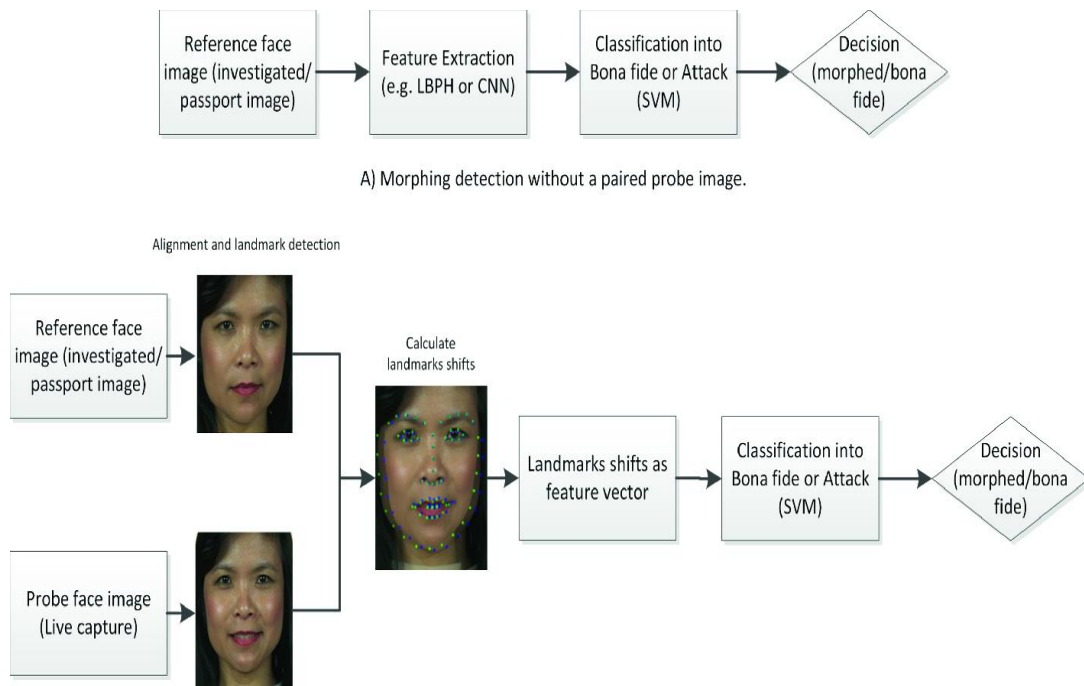 Reference face
image (investigated/
passport image)
Feature Extraction
(e.g. LBPH or CNN)
Classification into
Bona fide or Attack
(SVM)
Decision
(morphed/bona
fide)
A) Morphing detection without a paired probe image.
Alignment and landmark detection
Reference face
image (investigated/
passport image)
Calculate
landmarks shifts
Landmarks shifts as
feature vector
Classification into
Bona fide or Attack
(SVM)
Decision
(morphed/bona
fide)
Probe face image
(Live capture)